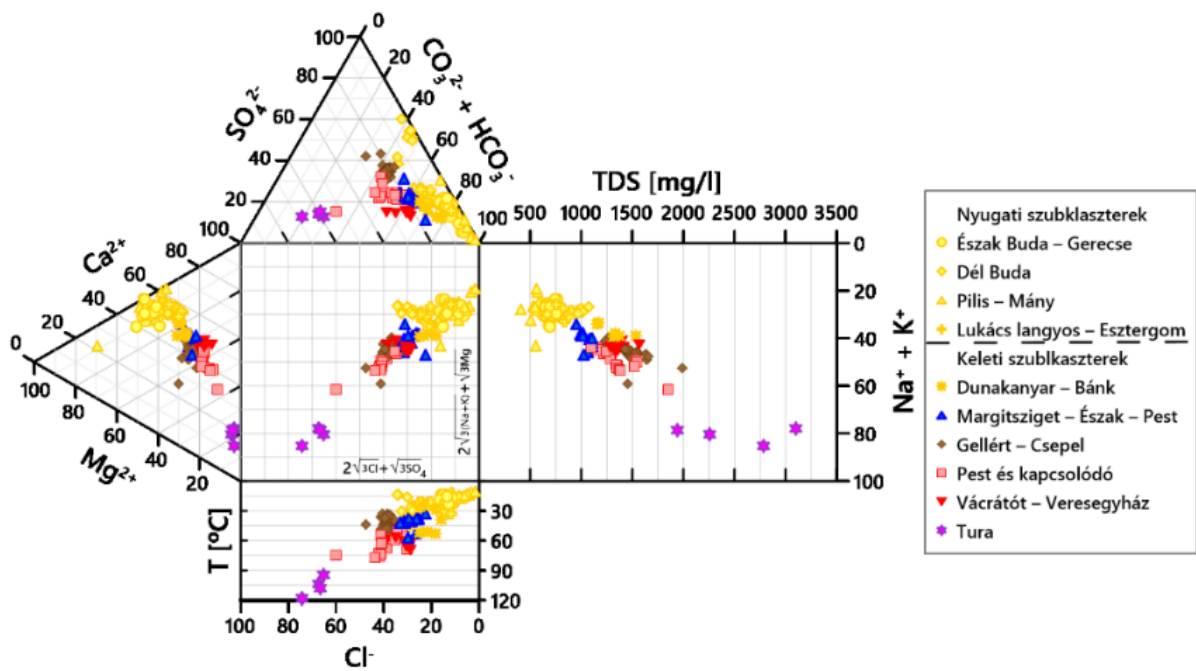 0
100
20
80
CO₃²⁻ + HCO₃⁻
SO₄²⁻
40
60
60
40
80
20
TDS [mg/l]
100
100
500
1000
1500
2000
2500
3000
3500
Ca²⁺
80
60
40
20
0
0
20
40
60
80
100
Na⁺ + K⁺
100
80
60
40
20
Mg²⁺
2√3(Na+K) + √3Mg
2√3Cl + √3SO₄
T [ºC]
30
60
90
120
100
80
60
40
20
0
Cl⁻
Nyugati szubklaszterek
Észak Buda – Gerecse
Dél Buda
Pilis – Mány
Lukács langyos – Esztergom
Keleti szublkaszterek
Dunakanyar – Bánk
Margitsziget – Észak – Pest
Gellért – Csepel
Pest és kapcsolódó
Vácrátót – Veresegyház
Tura